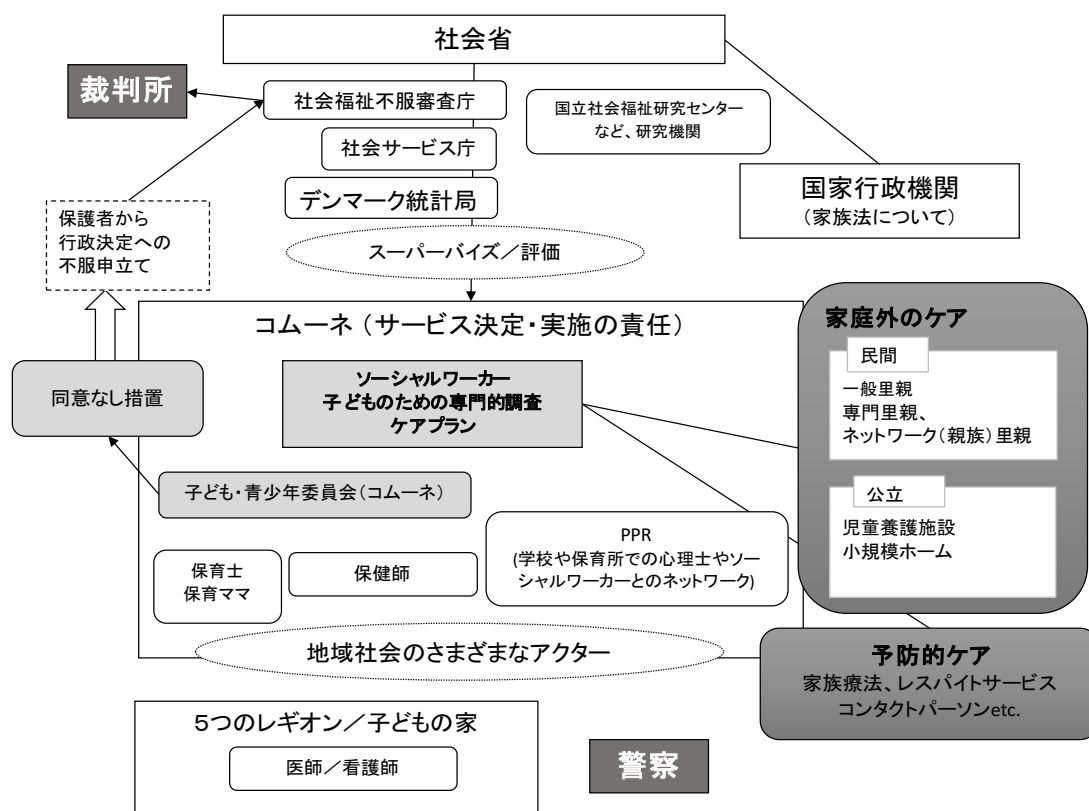 社会省
裁判所
社会福祉不服審査庁
国立社会福祉研究センター
など、研究機関
社会サービス庁
国家行政機関
（家族法について）
デンマーク統計局
保護者から
行政決定への
不服申立て
スーパーバイズ／評価
コムーネ（サービス決定・実施の責任）
家庭外のケア
民間
一般里親
専門里親、
ネットワーク（親族）里親
同意なし措置
ソーシャルワーカー
子どものための専門的調査
ケアプラン
子ども・青少年委員会（コムーネ）
公立
児童養護施設
小規模ホーム
PPR
(学校や保育所での心理士やソー
シャルワーカーとのネットワーク)
保育士
保育ママ
保健師
地域社会のさまざまなアクター
予防的ケア
家族療法、レスパイトサービス
コンタクトパーソンetc.
５つのレギオン／子どもの家
医師／看護師
警察